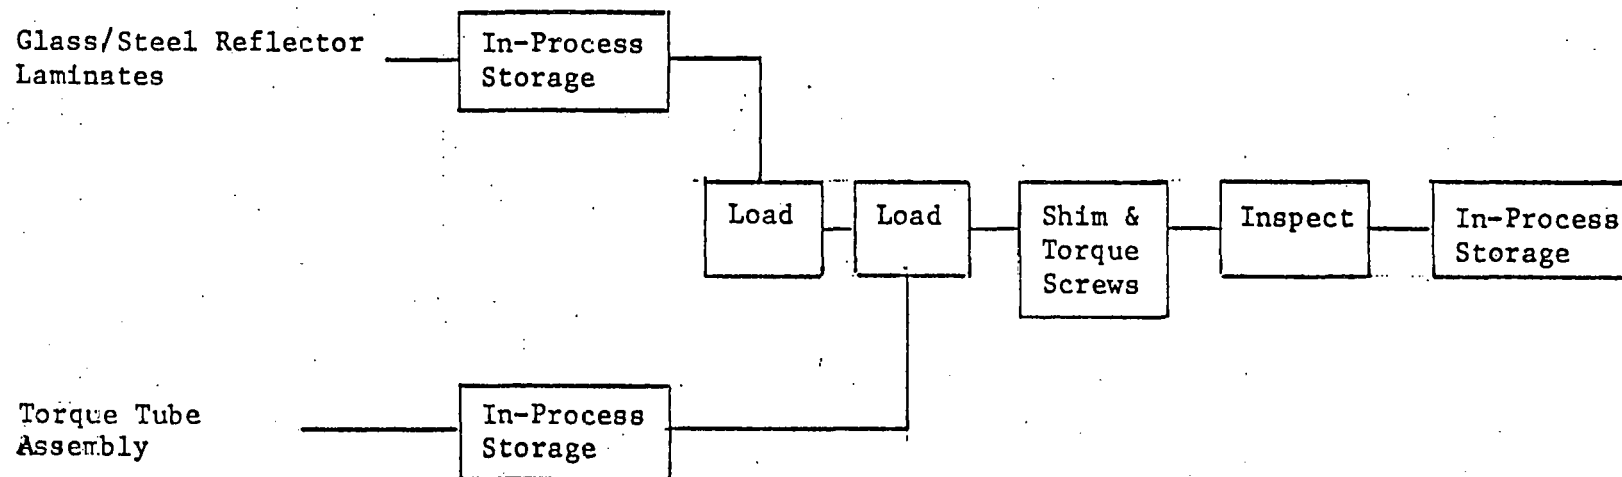 Glass/Steel Reflector
Laminates
In-Process
Storage
Load
Load
Shim &
Torque
Screws
Inspect
In-Process
Storage
Torque Tube
Assembly
In-Process
Storage